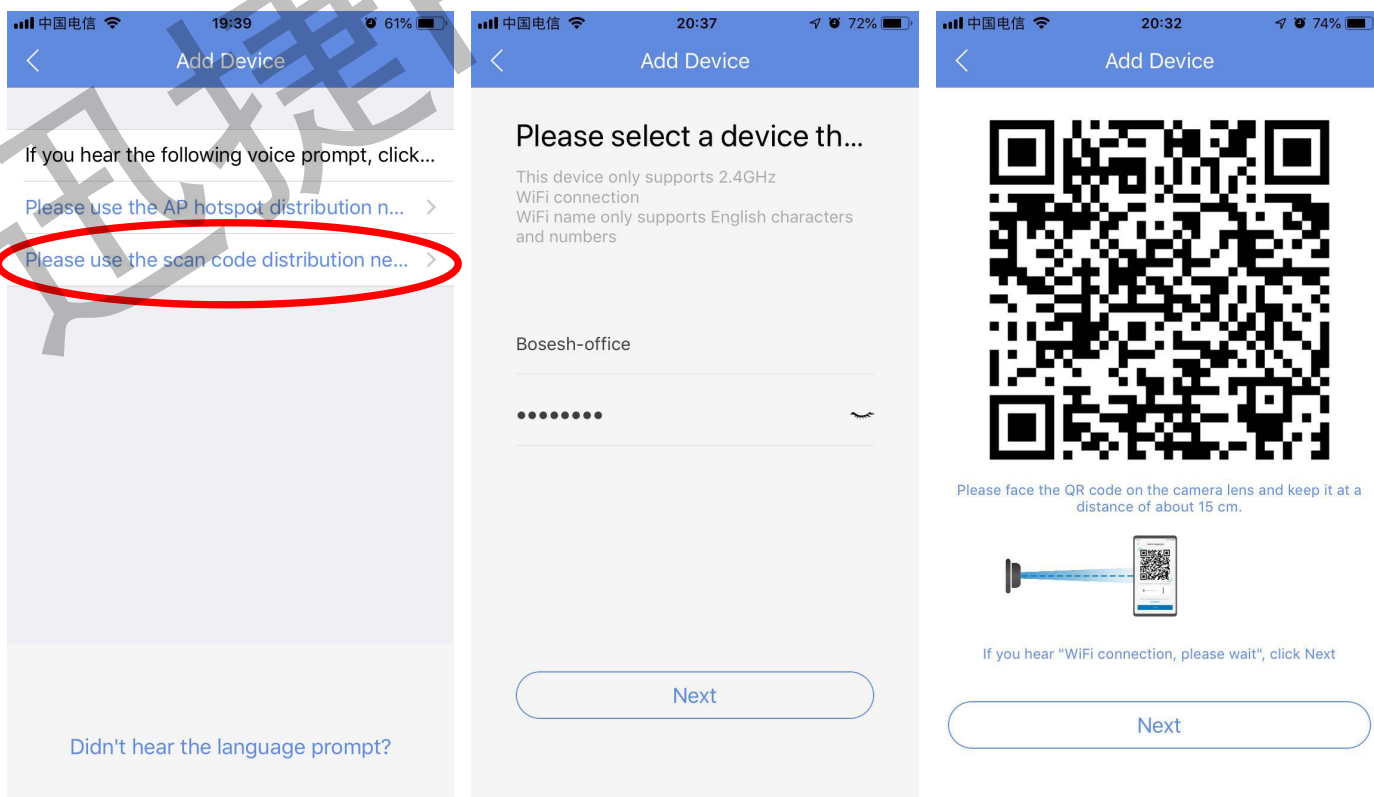 中国电信
19:39
61%
Add Device
If you hear the following voice prompt, click...
Please use the AP hotspot distribution n...
Please use the scan code distribution ne...
Didn't hear the language prompt?
中国电信
20:37
72%
Add Device
Please select a device th...
This device only supports 2.4GHz
WiFi connection
WiFi name only supports English characters
and numbers
Bosesh-office
●●●●●●●●
Next
中国电信
20:32
74%
Add Device
Please face the QR code on the camera lens and keep it at a
distance of about 15 cm.
If you hear "WiFi connection, please wait", click Next
Next
迅捷